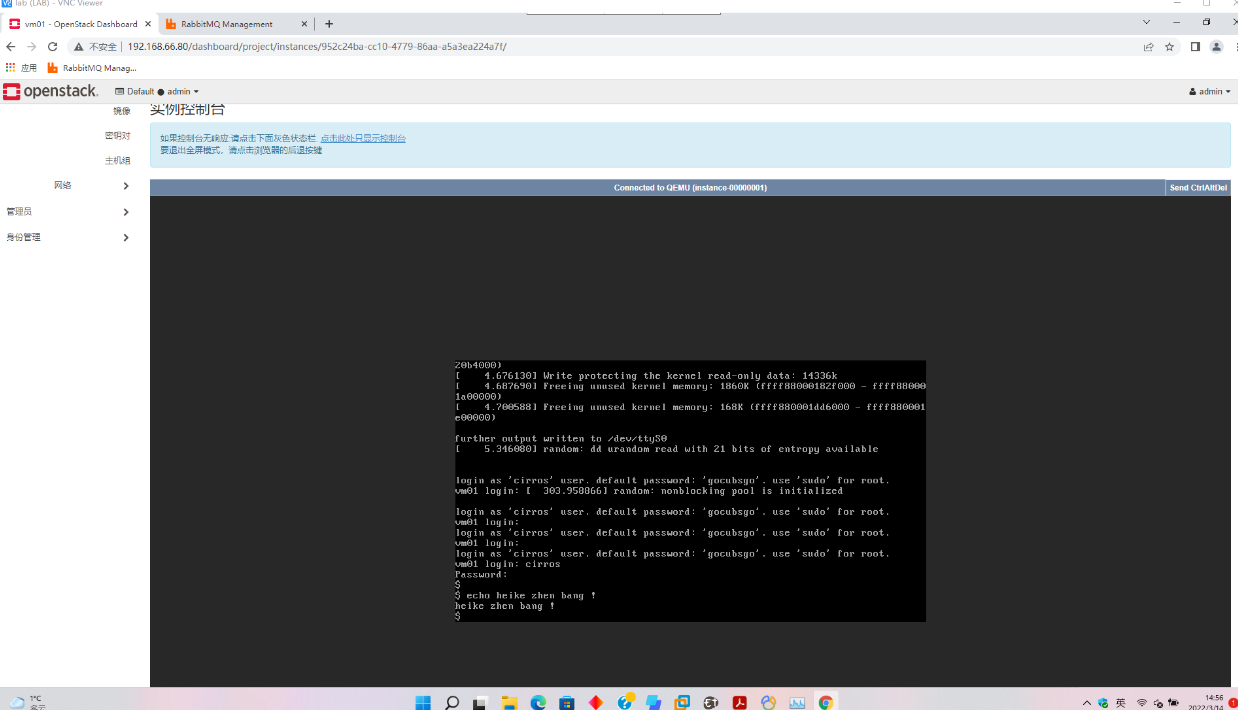 lab (LAB) - VNC Viewer
vm01 - OpenStack Dashboard
RabbitMQ Management
不安全
192.168.66.80/dashboard/project/instances/952c24ba-cc10-4779-86aa-a5a3ea224a7f/
应用
RabbitMQ Manag...
openstack.
Default ● admin
admin
镜像
实例控制台
密钥对
如果控制台无响应:请点击下面灰色状态栏. 点击此处只显示控制台
要退出全屏模式，请点击浏览器的后退按键
主机组
网络
管理员
身份管理
Connected to QEMU (instance-00000001)
Send CtrlAltDel
20b4000)
[    4.676130] Write protecting the kernel read-only data: 14336k
[    4.687690] Freeing unused kernel memory: 1860K (ffff88000182f000 - ffff88000
1a00000)
[    4.700588] Freeing unused kernel memory: 168K (ffff880001dd6000 - ffff880001
e00000)
further output written to /dev/ttyS0
[    5.346080] random: dd urandom read with 21 bits of entropy available
login as 'cirros' user. default password: 'gocubsgo'. use 'sudo' for root.
vm01 login: [  303.958866] random: nonblocking pool is initialized
login as 'cirros' user. default password: 'gocubsgo'. use 'sudo' for root.
vm01 login:
login as 'cirros' user. default password: 'gocubsgo'. use 'sudo' for root.
vm01 login:
login as 'cirros' user. default password: 'gocubsgo'. use 'sudo' for root.
vm01 login: cirros
Password:
$
$ echo heike zhen bang !
heike zhen bang !
$
1°C
多云
英
14:56
2022/3/14
1